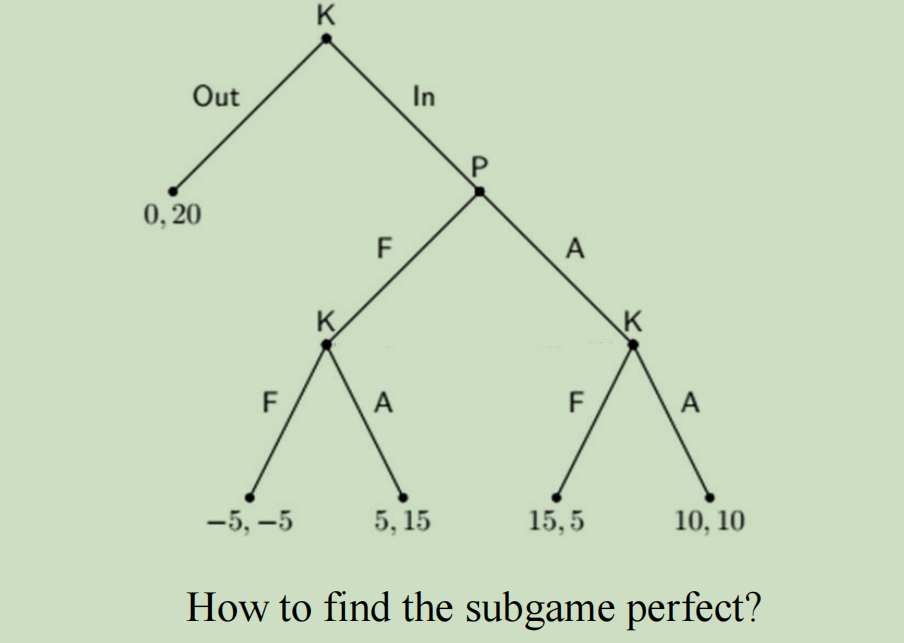 K
Out In
P
0, 20
F A
K K
F A F A
−5, −5 5, 15 15, 5 10, 10
How to find the subgame perfect?